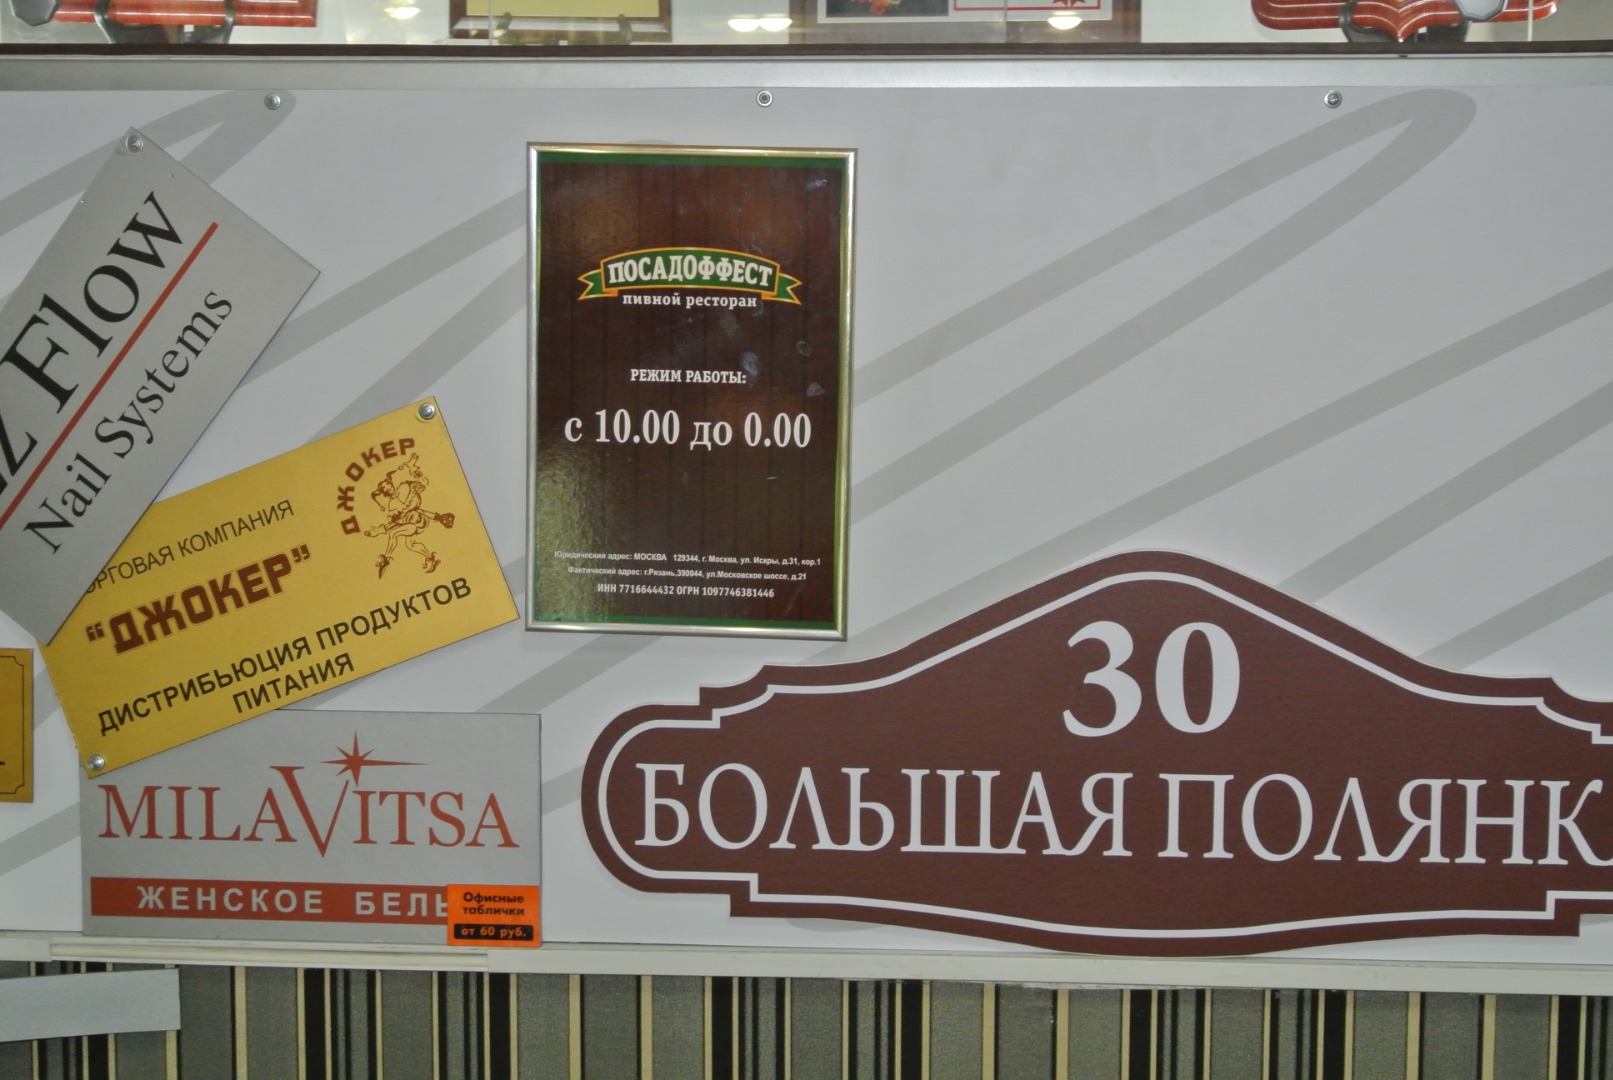 Flow
Nail Systems
ТОРГОВАЯ КОМПАНИЯ
"ДЖОКЕР"
ДЖОКЕР
ДИСТРИБЬЮЦИЯ ПРОДУКТОВ
ПИТАНИЯ
MILAVITSA
ЖЕНСКОЕ БЕЛЬ
Офисные
таблички
от 60 руб.
ПОСАДОФФЕСТ
пивной ресторан
РЕЖИМ РАБОТЫ:
с 10.00 до 0.00
Юридический адрес: МОСКВА 129344, г. Москва, ул. Искры, д.31, кор.1
Фактический адрес: г.Рязань,390044, ул.Московское шоссе, д.21
ИНН 7716644432 ОГРН 1097746381446
30
БОЛЬШАЯ ПОЛЯНК